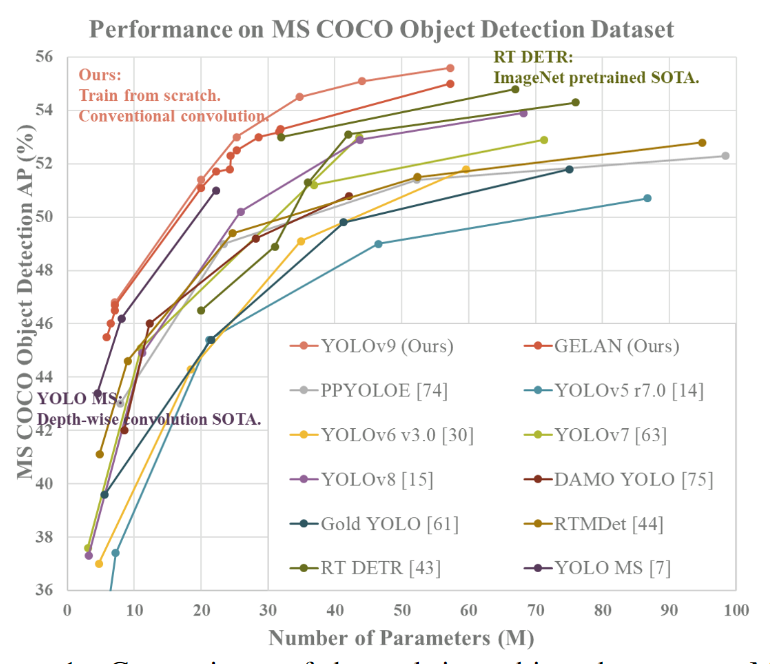 Performance on MS COCO Object Detection Dataset
MS COCO Object Detection AP (%)
56
54
52
50
48
46
44
42
40
38
36
Ours:
Train from scratch.
Conventional convolution.
RT DETR:
ImageNet pretrained SOTA.
YOLO MS:
Depth-wise convolution SOTA.
YOLOv9 (Ours)
GELAN (Ours)
PPYOLOE [74]
YOLOv5 r7.0 [14]
YOLOv6 v3.0 [30]
YOLOv7 [63]
YOLOv8 [15]
DAMO YOLO [75]
Gold YOLO [61]
RTMDet [44]
RT DETR [43]
YOLO MS [7]
0 10 20 30 40 50 60 70 80 90 100
Number of Parameters (M)